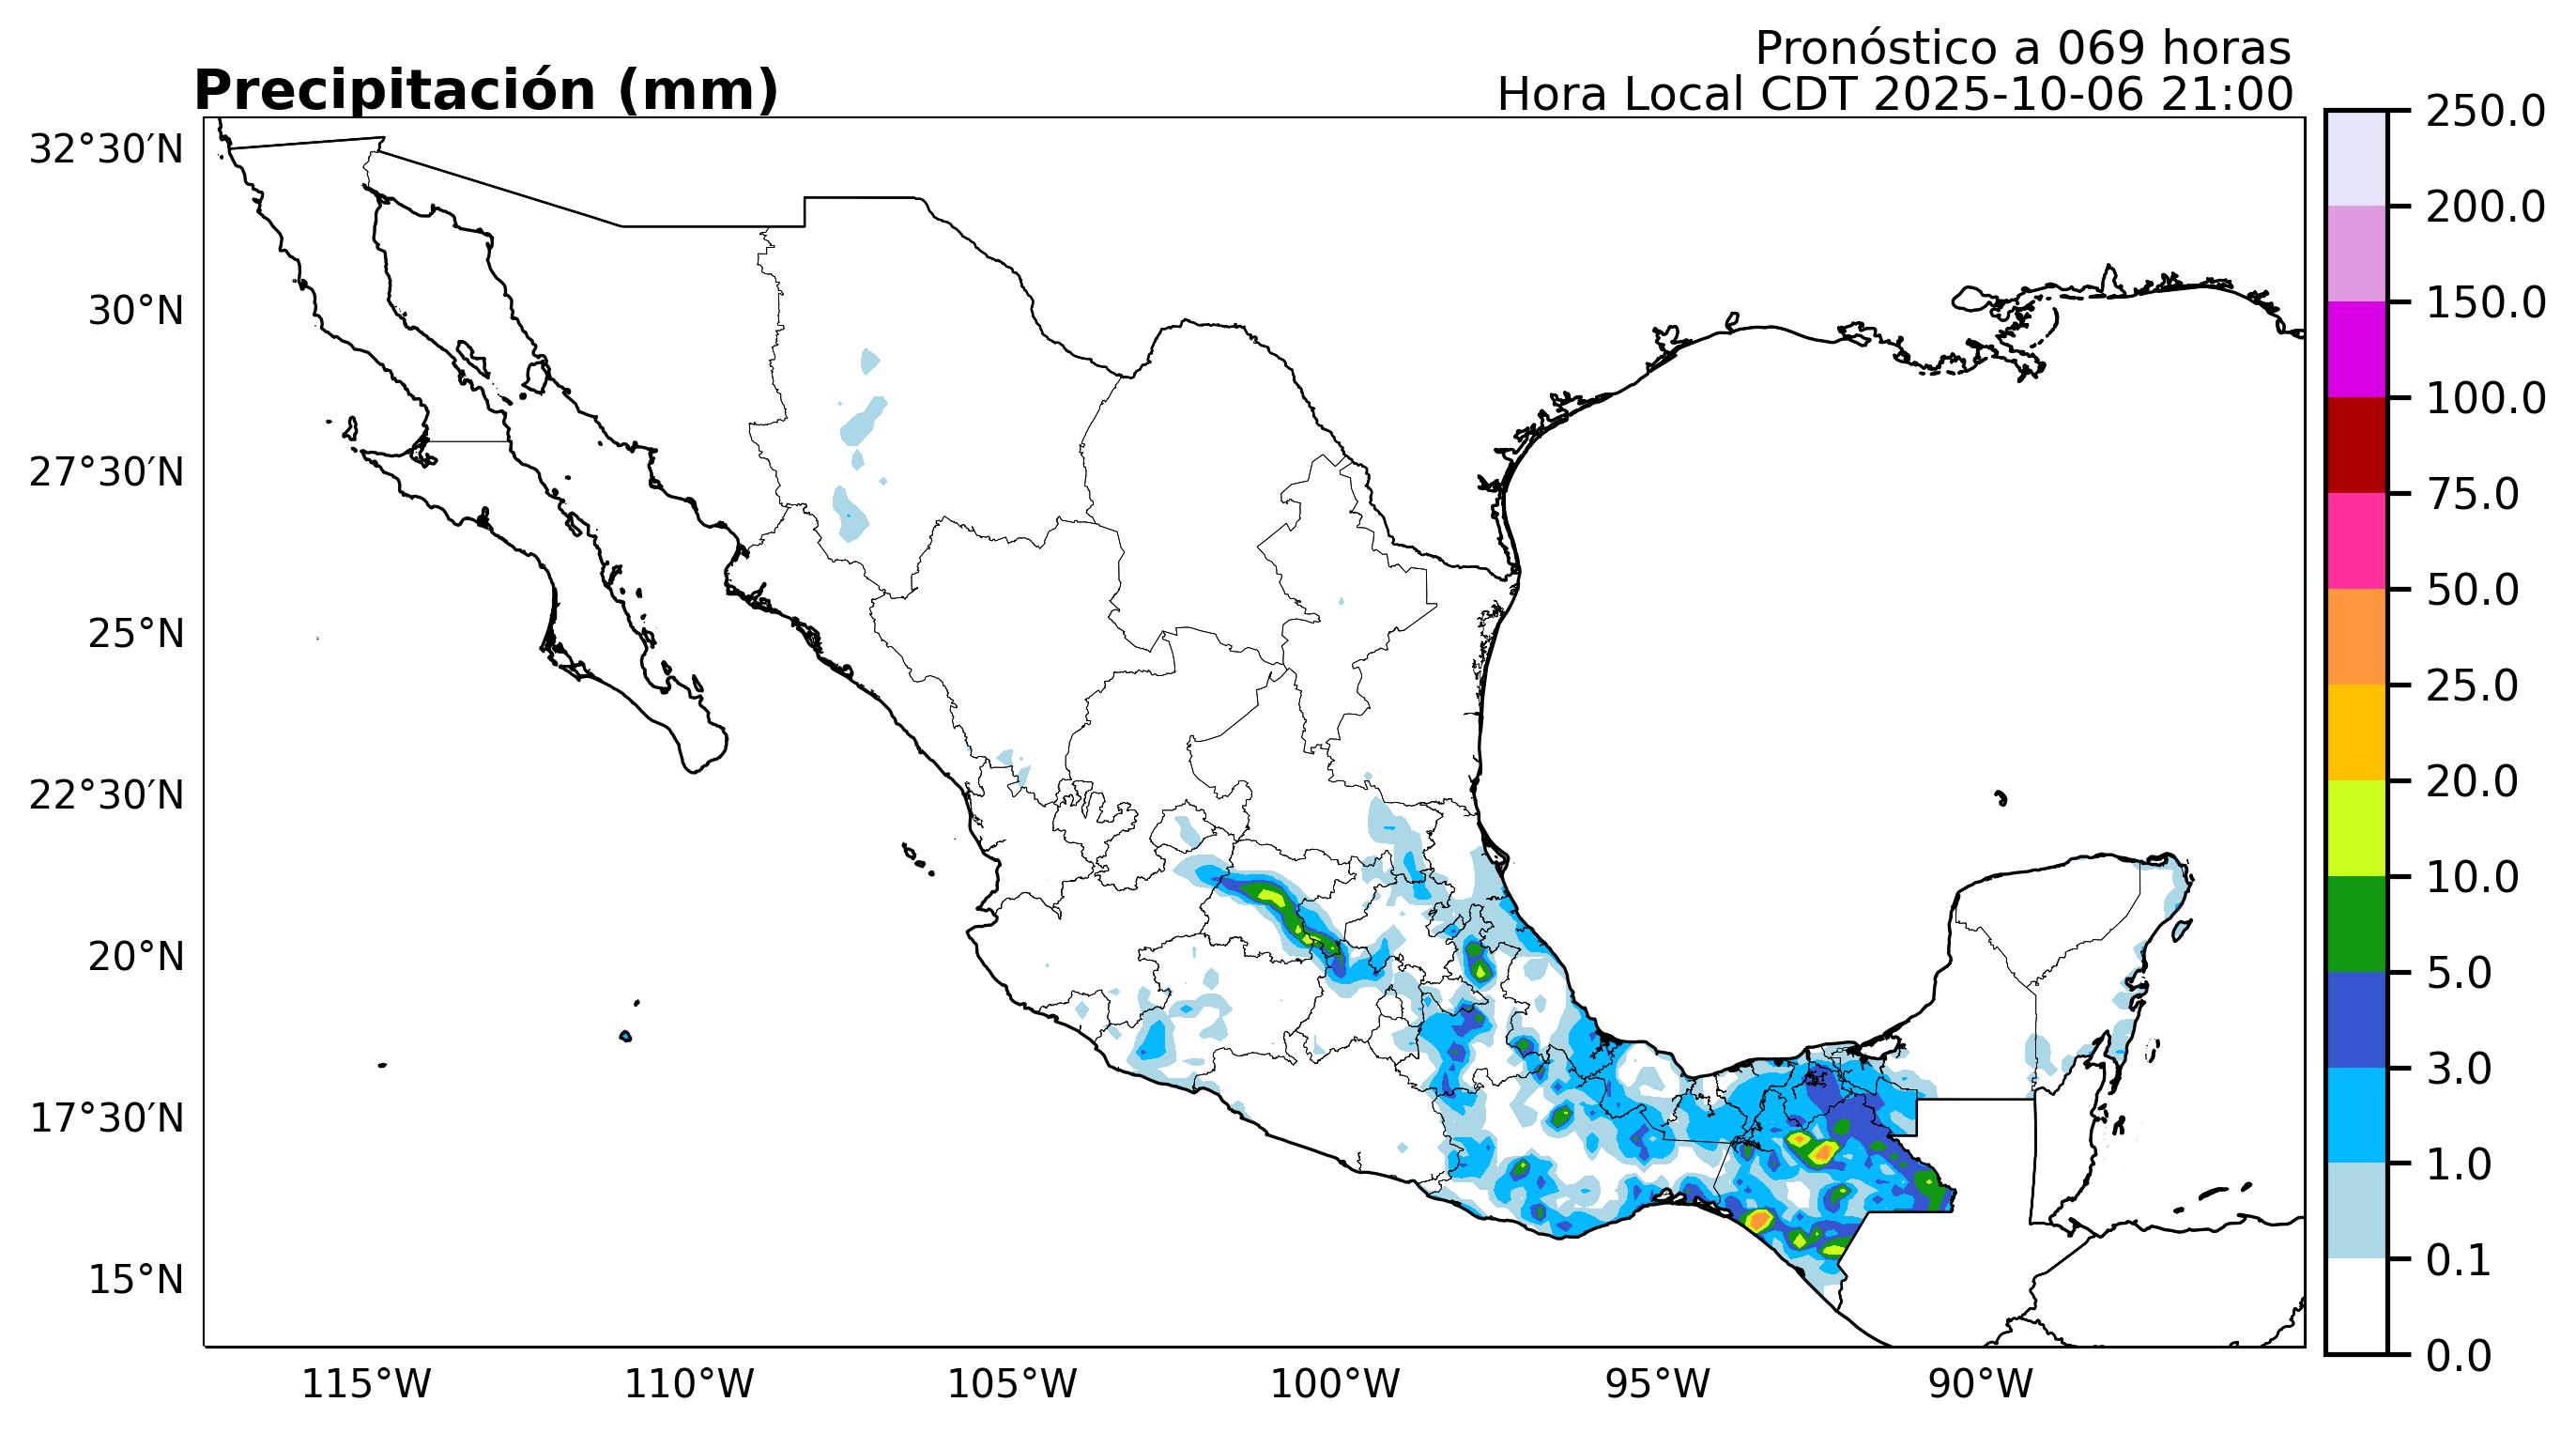 Pronóstico a 069 horas
Precipitación (mm)
Hora Local CDT 2025-10-06 21:00
250.0
200.0
150.0
100.0
75.0
50.0
25.0
20.0
10.0
5.0
3.0
1.0
0.1
0.0
32°30′N
30°N
27°30′N
25°N
22°30′N
20°N
17°30′N
15°N
115°W
110°W
105°W
100°W
95°W
90°W